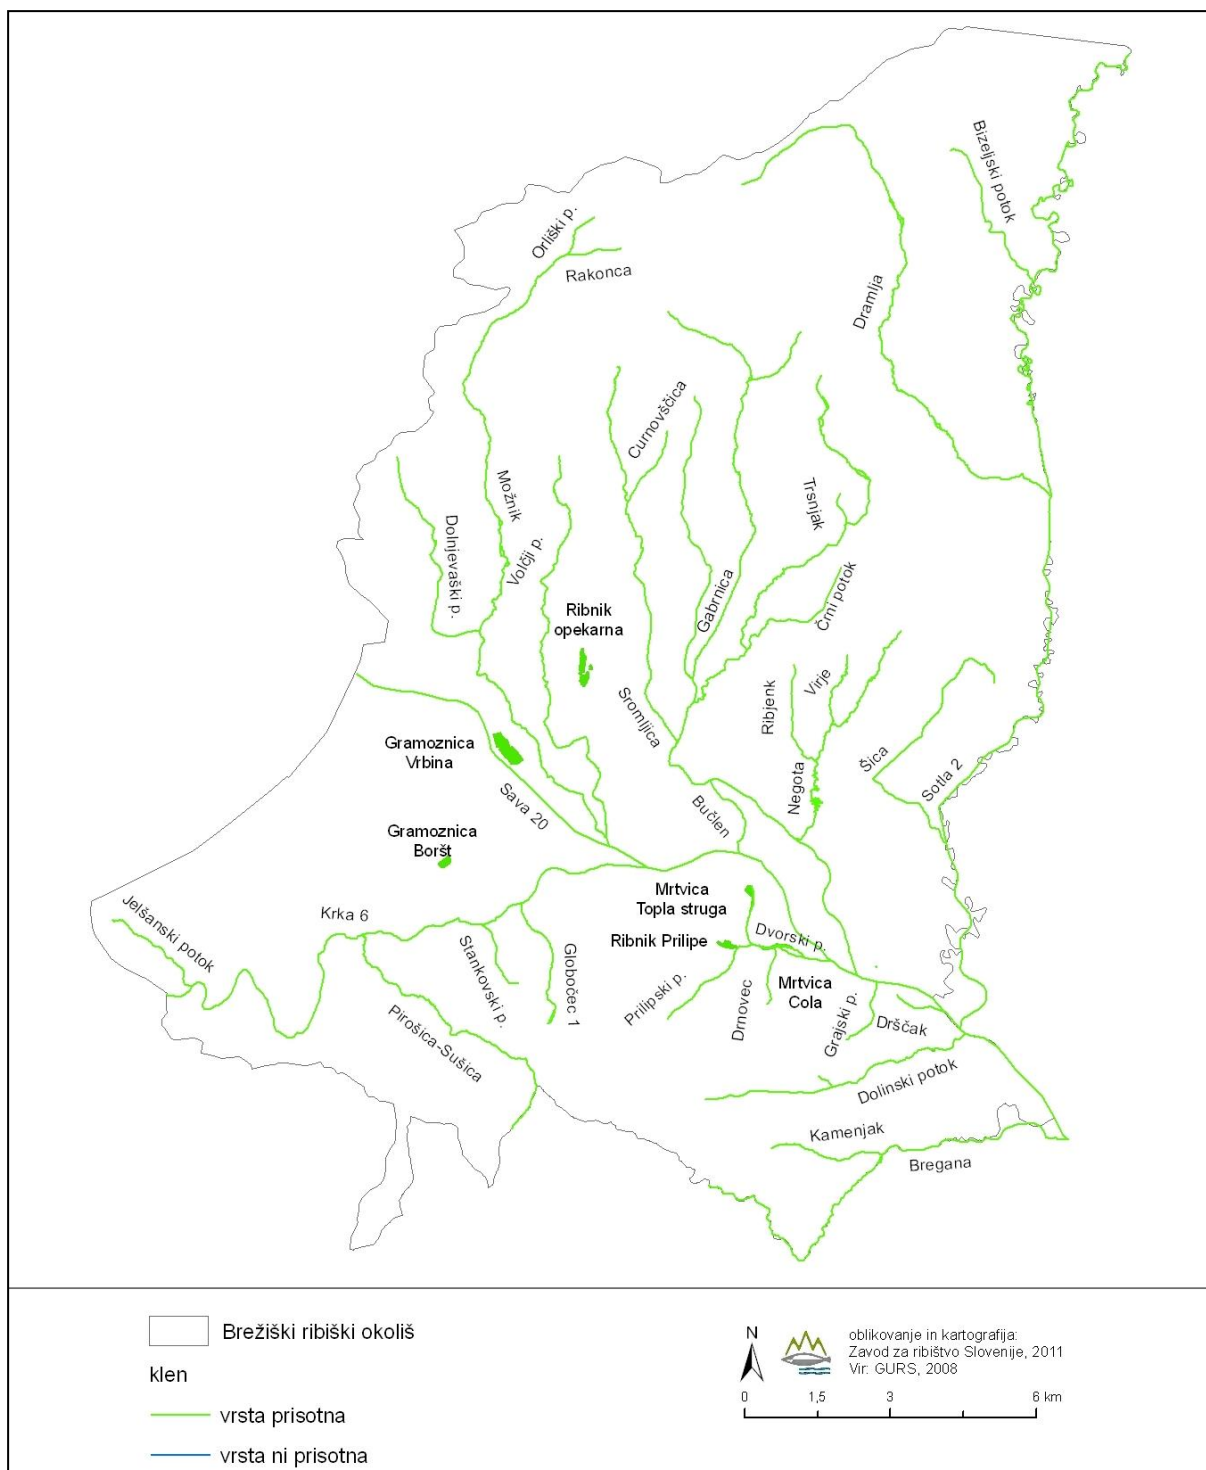 Bizeljski potok
Orliški p.
Rakonca
Dramlja
Curnovščica
Možnik
Trsnjak
Dolnjevaški p.
Volčji p.
Gabrnica
Črni potok
Ribnik
opekarna
Sromljica
Ribjenk
Virje
Gramoznica
Vrbina
Šica
Sotla 2
Negota
Sava 20
Bučlen
Gramoznica
Boršt
Mrtvica
Topla struga
Jelšanski potok
Krka 6
Ribnik Prilipe
Dvorski p.
Stankovski p.
Globočec 1
Mrtvica
Cola
Prilipski p.
Drnovec
Grajski p.
Drščak
Pirošica-Sušica
Dolinski potok
Kamenjak
Bregana
Brežiški ribiški okoliš
klen
vrsta prisotna
vrsta ni prisotna
N
oblikovanje in kartografija:
Zavod za ribištvo Slovenije, 2011
Vir: GURS, 2008
0 1,5 3 6 km